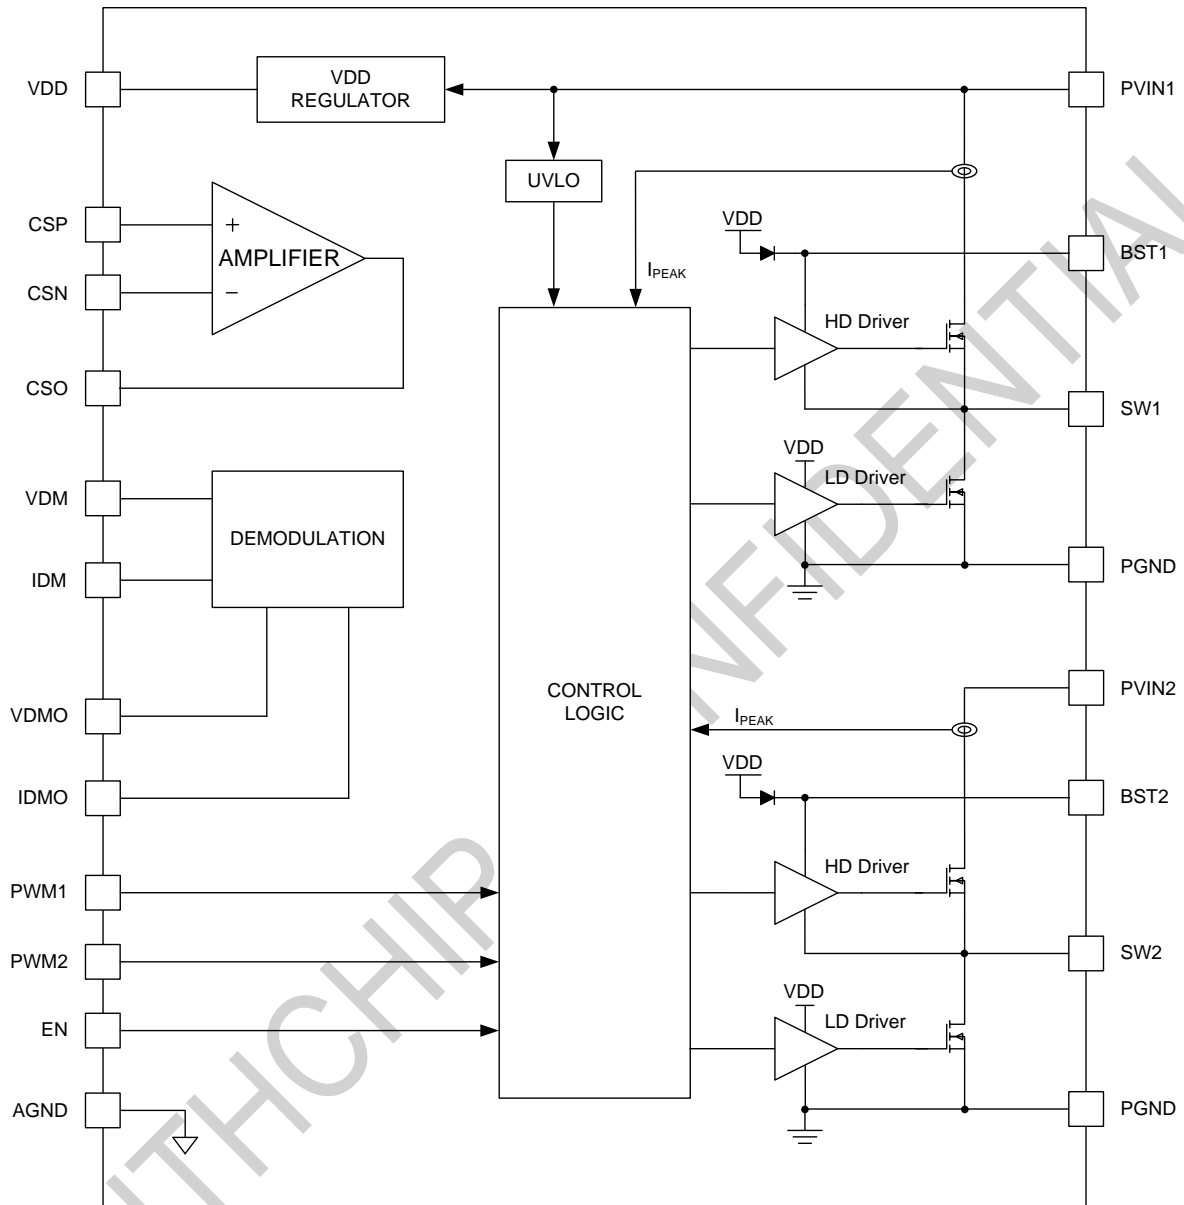 VDD
VDD
REGULATOR
PVIN1
UVLO
CSP
+
AMPLIFIER
CSN
−
CSO
IPEAK
VDD
BST1
HD Driver
SW1
VDD
LD Driver
PGND
VDM
DEMODULATION
IDM
VDMO
IDMO
CONTROL
LOGIC
PVIN2
IPEAK
VDD
BST2
HD Driver
SW2
VDD
LD Driver
PGND
PWM1
PWM2
EN
AGND